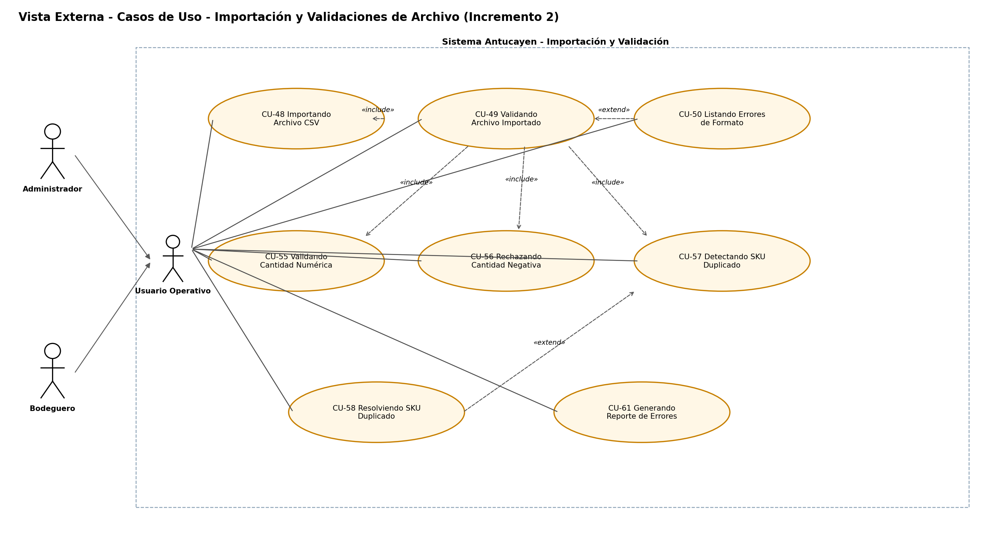 Vista Externa - Casos de Uso - Importación y Validaciones de Archivo (Incremento 2)
Sistema Antucayen - Importación y Validación
CU-48 Importando
Archivo CSV
«include»
CU-49 Validando
Archivo Importado
«extend»
CU-50 Listando Errores
de Formato
Administrador
«include»
«include»
«include»
Usuario Operativo
CU-55 Validando
Cantidad Numérica
CU-56 Rechazando
Cantidad Negativa
CU-57 Detectando SKU
Duplicado
«extend»
Bodeguero
CU-58 Resolviendo SKU
Duplicado
CU-61 Generando
Reporte de Errores